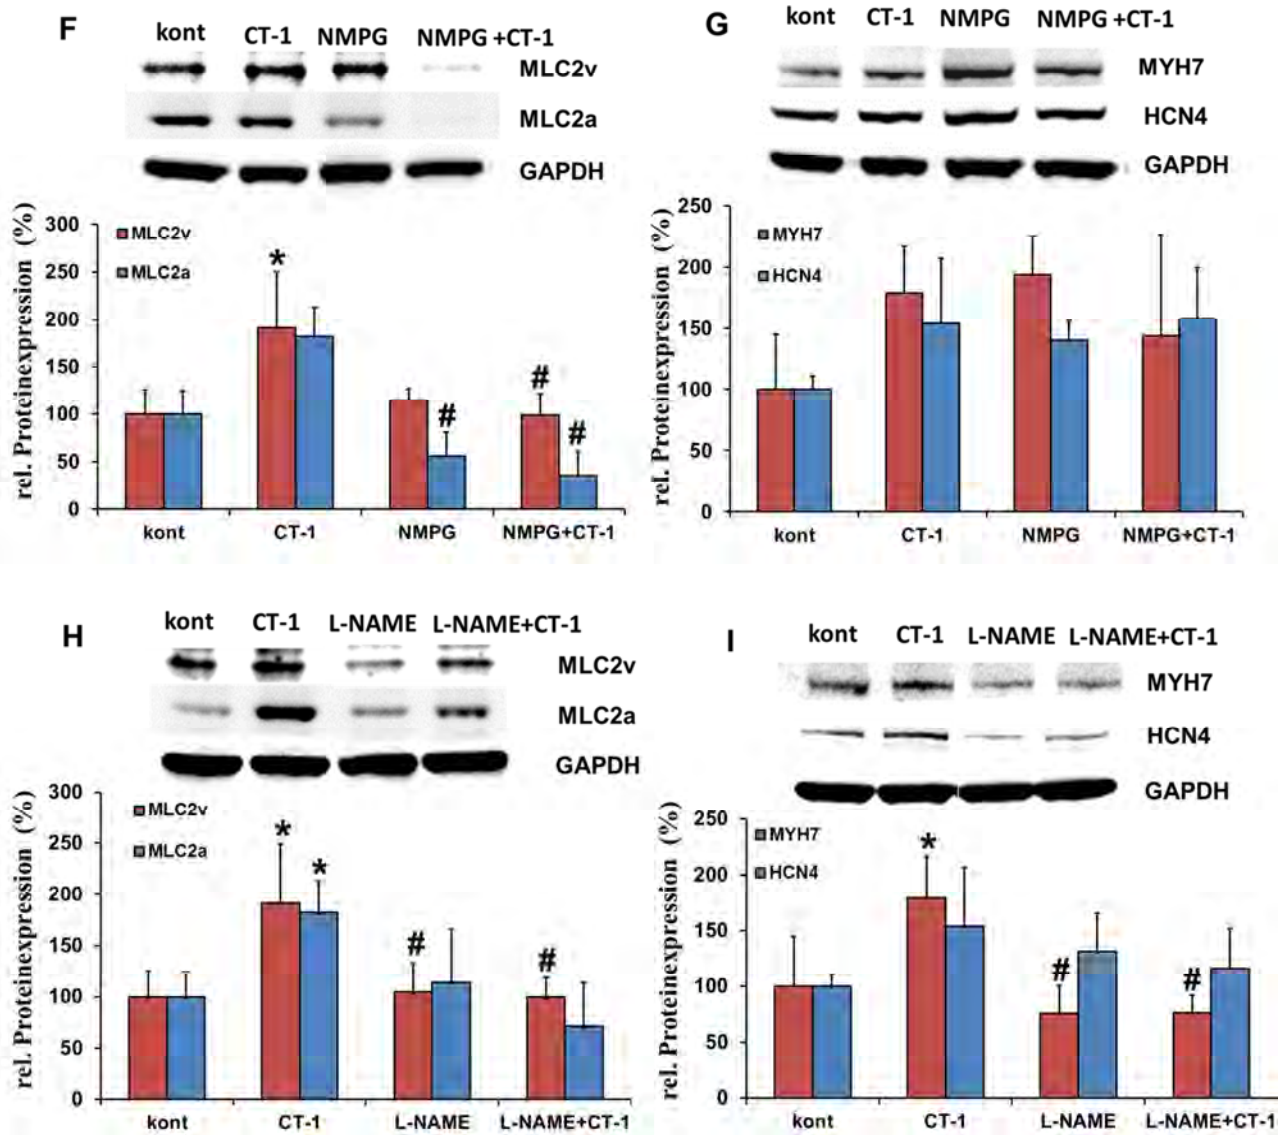 F
kont CT-1 NMPG NMPG +CT-1
MLC2v
MLC2a
GAPDH
rel. Proteinexpression (%)
300
250
200
150
100
50
0
MLC2v
MLC2a
*
#
#
#
kont CT-1 NMPG NMPG+CT-1
G
kont CT-1 NMPG NMPG +CT-1
MYH7
HCN4
GAPDH
rel. Proteinexpression (%)
250
200
150
100
50
0
MYH7
HCN4
kont CT-1 NMPG NMPG+CT-1
H
kont CT-1 L-NAME L-NAME+CT-1
MLC2v
MLC2a
GAPDH
rel. Proteinexpression (%)
300
250
200
150
100
50
0
MLC2v
MLC2a
*
*
#
#
kont CT-1 L-NAME L-NAME+CT-1
I
kont CT-1 L-NAME L-NAME+CT-1
MYH7
HCN4
GAPDH
rel. Proteinexpression (%)
250
200
150
100
50
0
MYH7
HCN4
*
#
#
kont CT-1 L-NAME L-NAME+CT-1